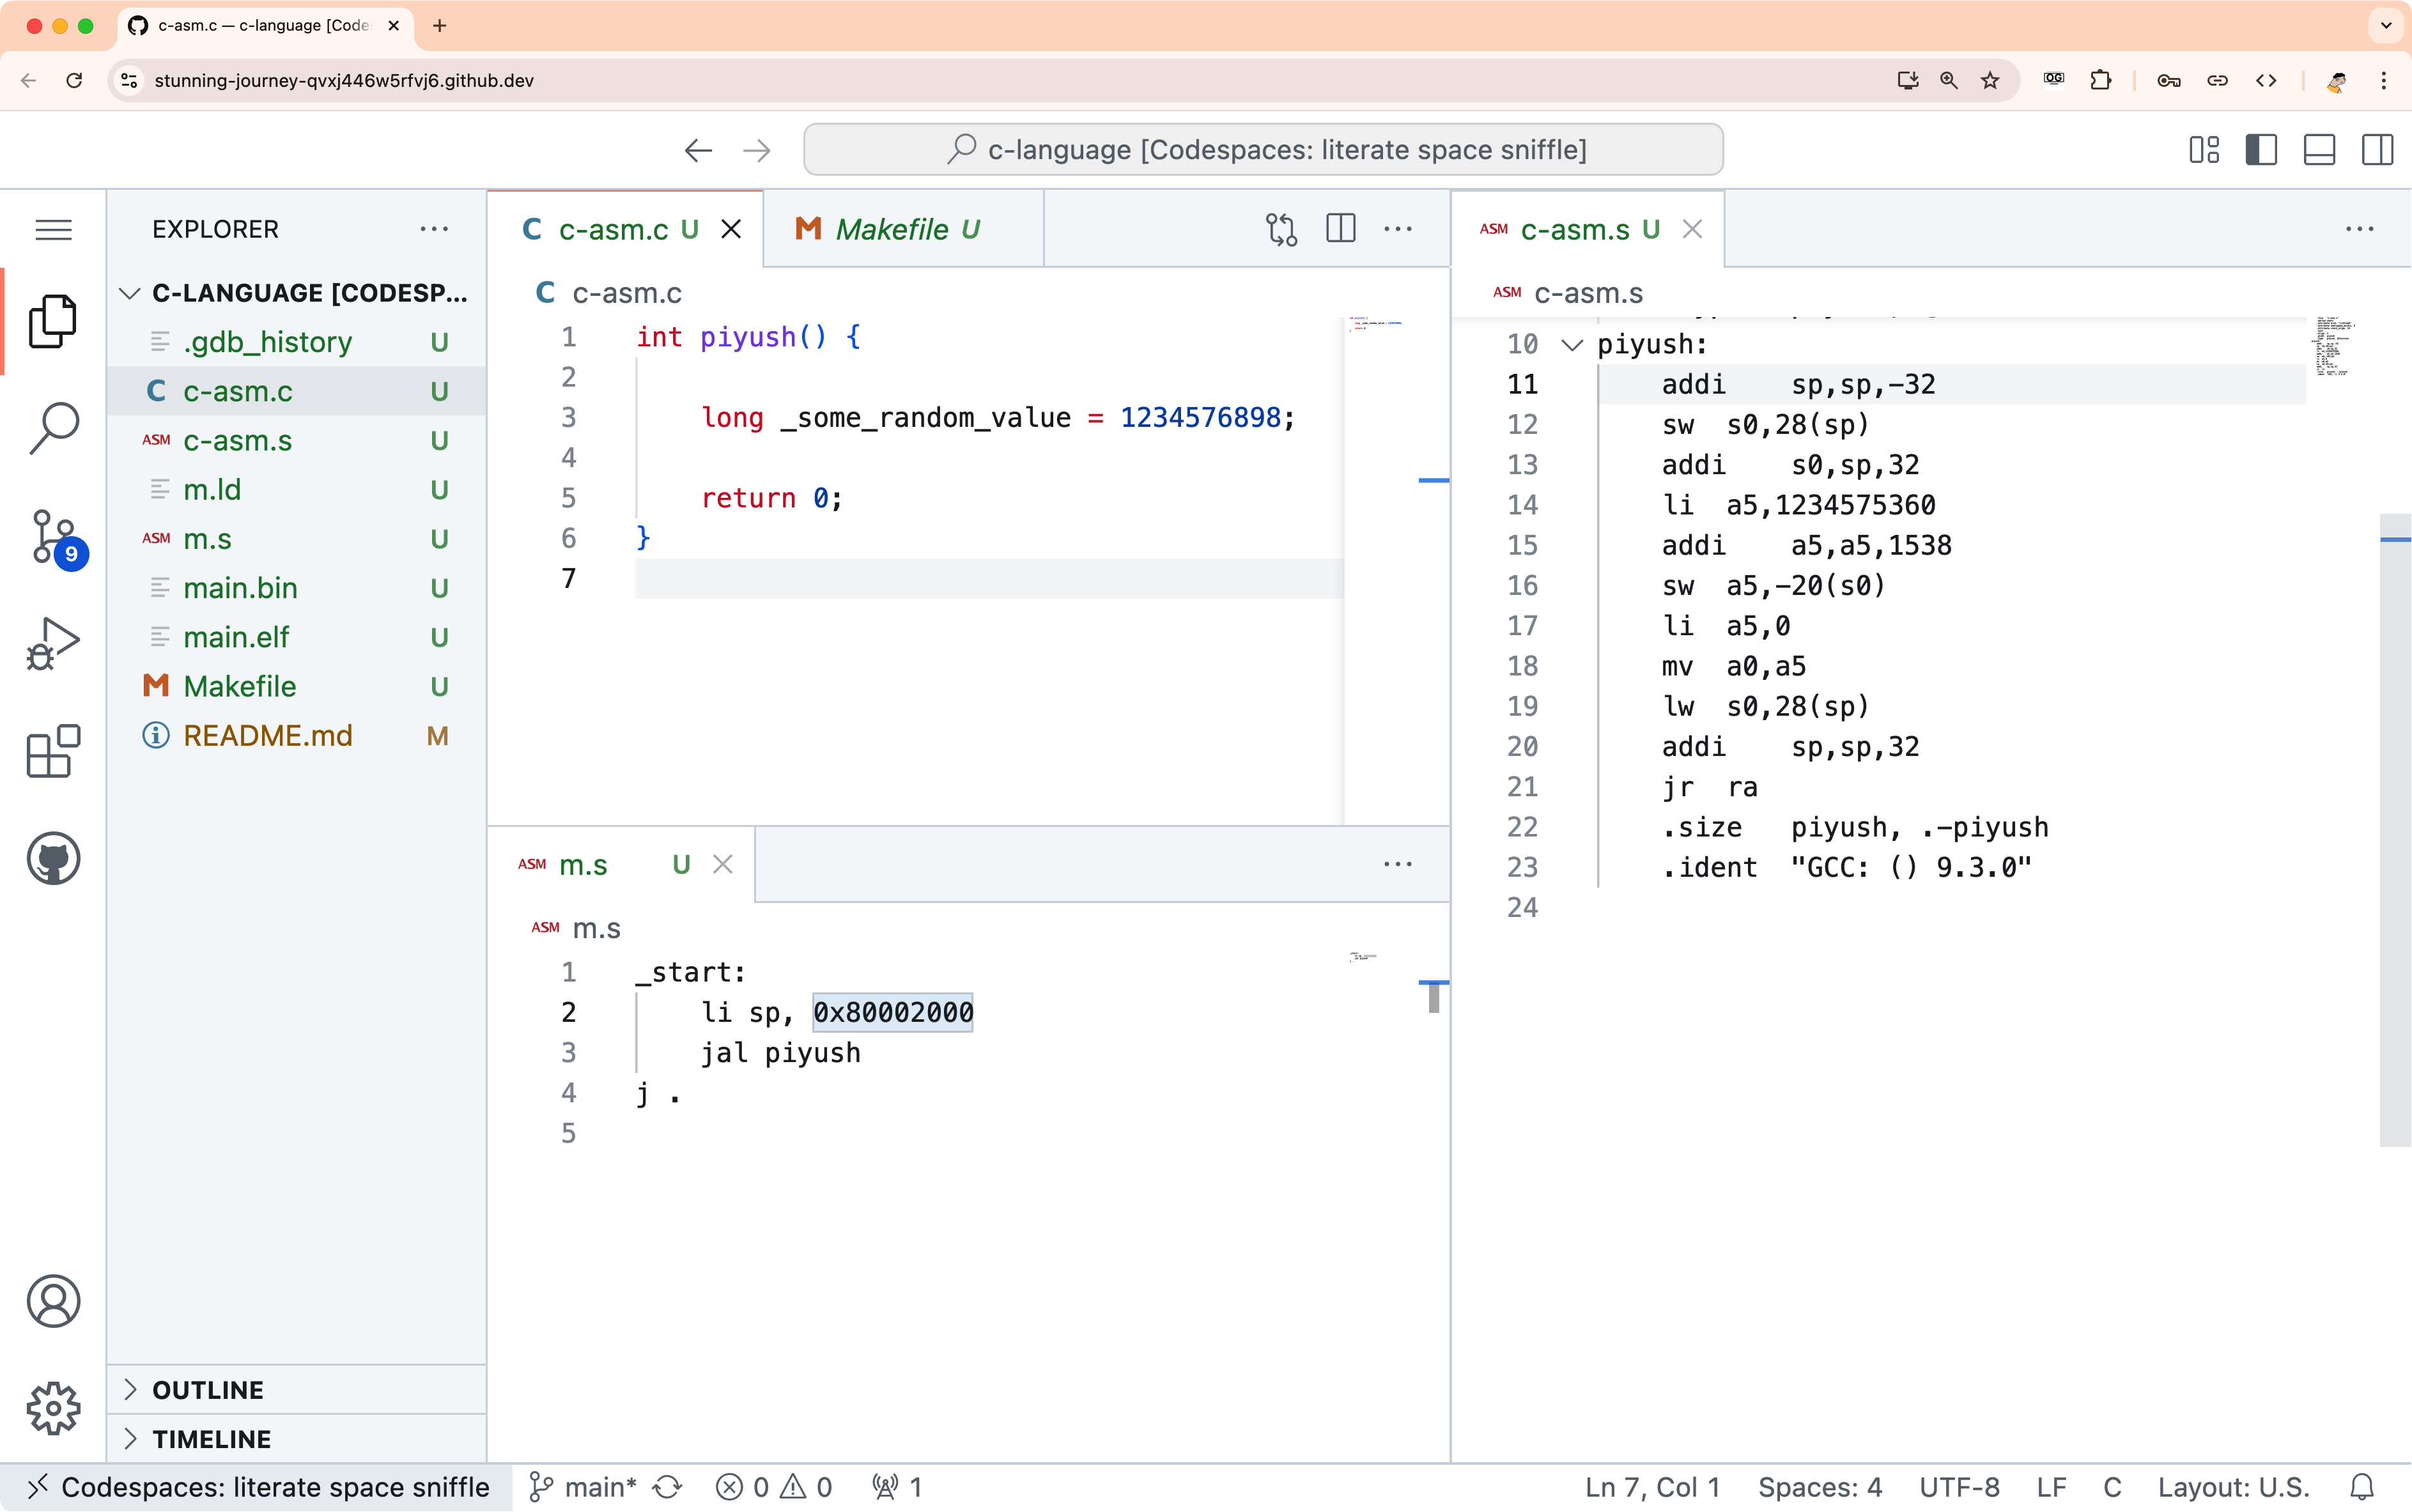 c-asm.c — c-language [Code
stunning-journey-qvxj446w5rfvj6.github.dev
OG
c-language [Codespaces: literate space sniffle]
EXPLORER
C-LANGUAGE [CODESP...
.gdb_history U
C c-asm.c U
ASM c-asm.s U
m.ld U
ASM m.s U
main.bin U
main.elf U
M Makefile U
README.md M
9
OUTLINE
TIMELINE
C c-asm.c U
M Makefile U
C c-asm.c
1 int piyush() {
2
3 long _some_random_value = 1234576898;
4
5 return 0;
6 }
7
ASM m.s U
ASM m.s
1 _start:
2 li sp, 0x80002000
3 jal piyush
4 j .
5
ASM c-asm.s U
ASM c-asm.s
10 piyush:
11 addi sp,sp,-32
12 sw s0,28(sp)
13 addi s0,sp,32
14 li a5,1234575360
15 addi a5,a5,1538
16 sw a5,-20(s0)
17 li a5,0
18 mv a0,a5
19 lw s0,28(sp)
20 addi sp,sp,32
21 jr ra
22 .size piyush, .-piyush
23 .ident "GCC: () 9.3.0"
24
Codespaces: literate space sniffle main* 0 0 1 Ln 7, Col 1 Spaces: 4 UTF-8 LF C Layout: U.S.